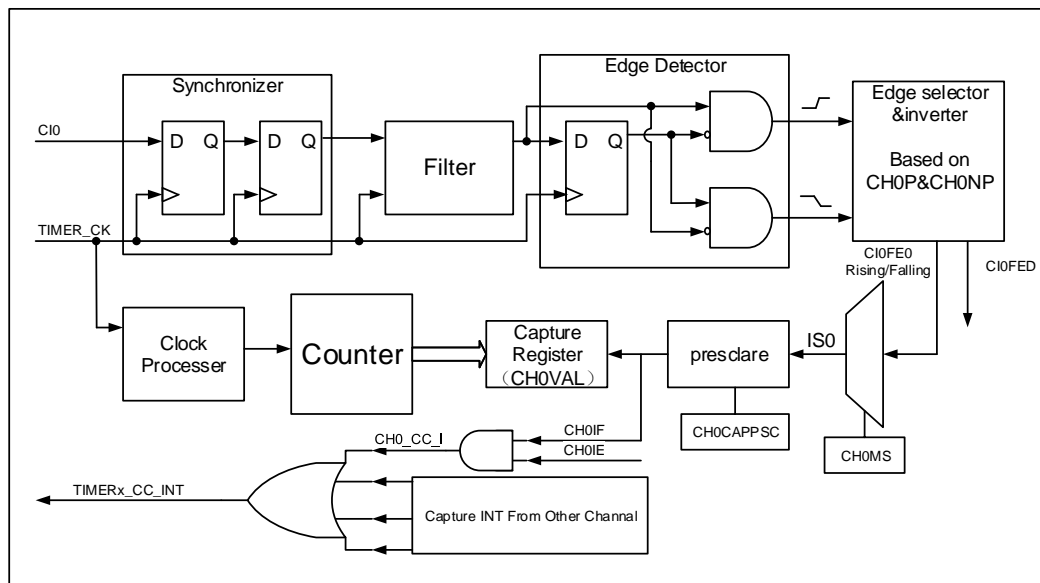 Synchronizer
Edge Detector
CI0
D Q
D Q
Filter
D Q
Edge selector
&inverter
Based on
CH0P&CH0NP
TIMER_CK
CI0FE0
Rising/Falling
CI0FED
Clock
Processer
Counter
Capture
Register
（CH0VAL）
presclare
IS0
CH0CAPPSC
CH0MS
CH0_CC_I
CH0IF
CH0IE
TIMERx_CC_INT
Capture INT From Other Channel